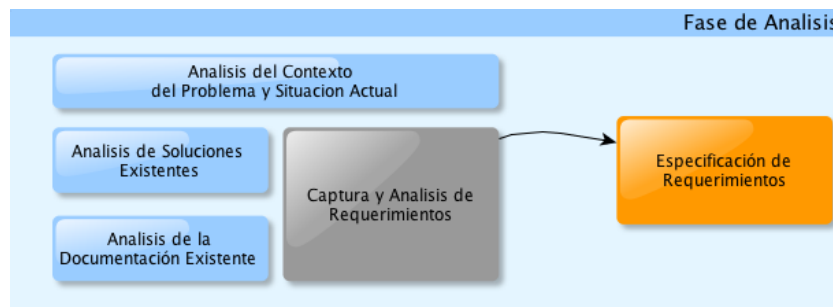 Fase de Analisis
Analisis del Contexto
del Problema y Situacion Actual
Analisis de Soluciones
Existentes
Captura y Analisis de
Requerimientos
Especificación de
Requerimientos
Analisis de la
Documentación Existente